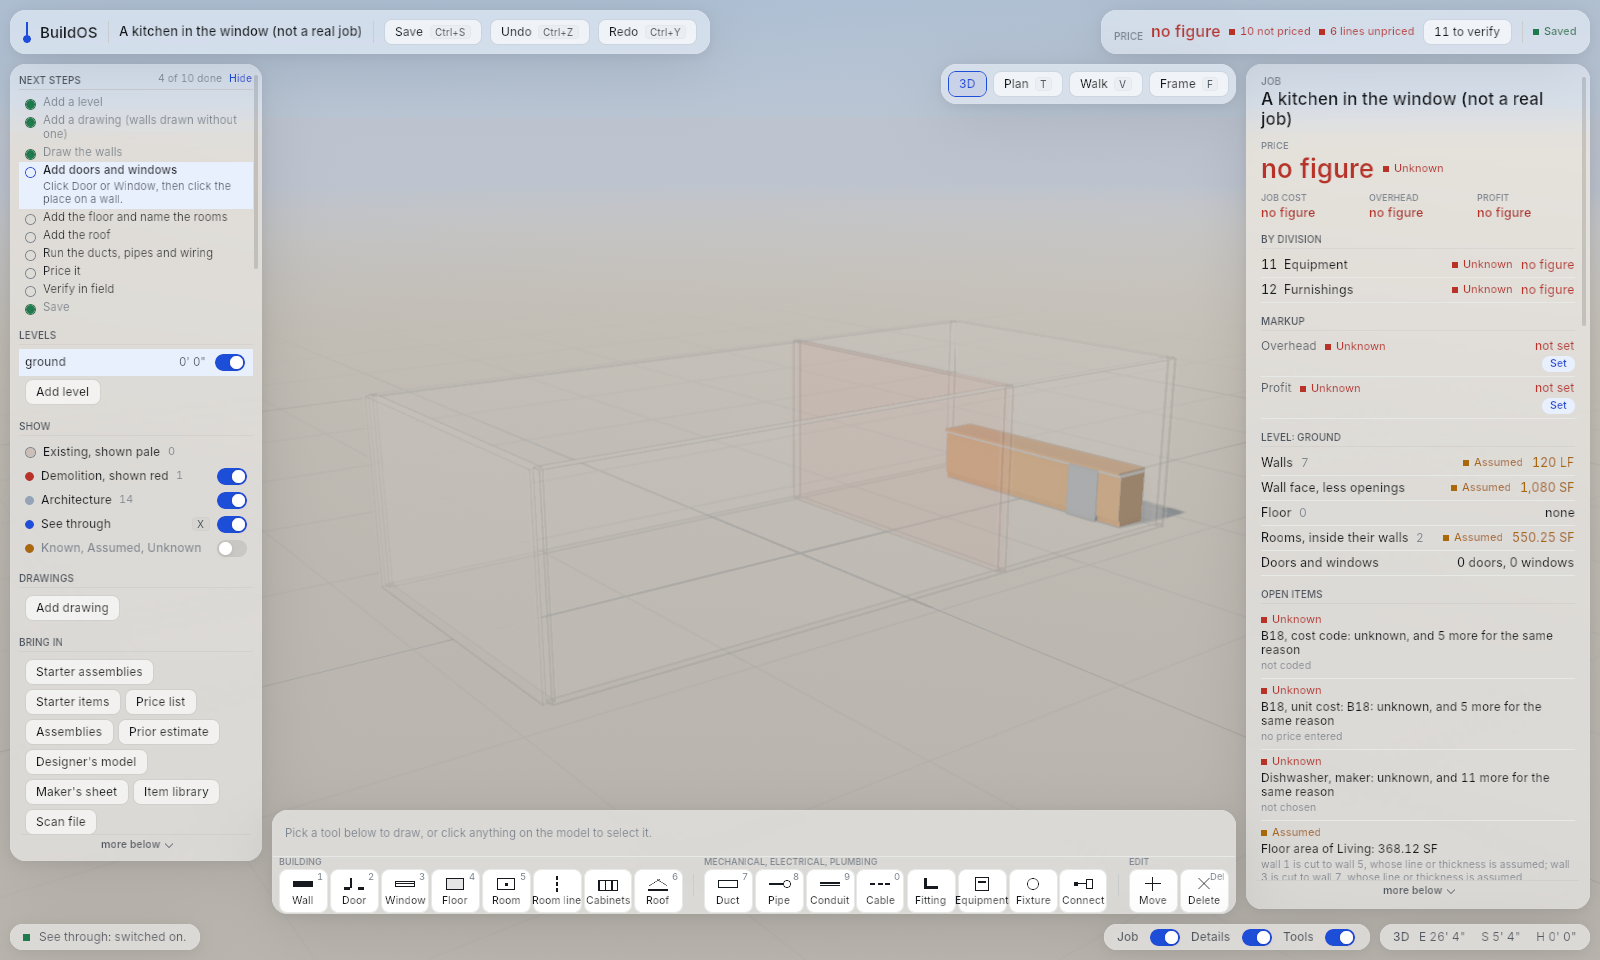 BuildOS
A kitchen in the window (not a real job)
Save Ctrl+S
Undo Ctrl+Z
Redo Ctrl+Y
PRICE no figure
10 not priced
6 lines unpriced
11 to verify
Saved
NEXT STEPS 4 of 10 done Hide
Add a level
Add a drawing (walls drawn without
one)
Draw the walls
Add doors and windows
Click Door or Window, then click the
place on a wall.
Add the floor and name the rooms
Add the roof
Run the ducts, pipes and wiring
Price it
Verify in field
Save
LEVELS
ground 0' 0"
Add level
SHOW
Existing, shown pale 0
Demolition, shown red 1
Architecture 14
See through X
Known, Assumed, Unknown
DRAWINGS
Add drawing
BRING IN
Starter assemblies
Starter items Price list
Assemblies Prior estimate
Designer's model
Maker's sheet Item library
Scan file
more below
3D
Plan T
Walk V
Frame F
JOB
A kitchen in the window (not a real
job)
PRICE
no figure Unknown
JOB COST OVERHEAD PROFIT
no figure no figure no figure
BY DIVISION
11 Equipment Unknown no figure
12 Furnishings Unknown no figure
MARKUP
Overhead Unknown not set
Set
Profit Unknown not set
Set
LEVEL: GROUND
Walls 7 Assumed 120 LF
Wall face, less openings Assumed 1,080 SF
Floor 0 none
Rooms, inside their walls 2 Assumed 550.25 SF
Doors and windows 0 doors, 0 windows
OPEN ITEMS
Unknown
B18, cost code: unknown, and 5 more for the same
reason
not coded
Unknown
B18, unit cost: B18: unknown, and 5 more for the
same reason
no price entered
Unknown
Dishwasher, maker: unknown, and 11 more for the
same reason
not chosen
Assumed
Floor area of Living: 368.12 SF
wall 1 is cut to wall 5, whose line or thickness is assumed; wall
3 is cut to wall 7, whose line or thickness is assumed
more below
Pick a tool below to draw, or click anything on the model to select it.
BUILDING
Wall 1
Door 2
Window 3
Floor 4
Room 5
Room line
Cabinets
Roof 6
MECHANICAL, ELECTRICAL, PLUMBING
Duct 7
Pipe 8
Conduit 9
Cable 0
Fitting
Equipment
Fixture
Connect
EDIT
Move
Delete Del
See through: switched on.
Job Details Tools
3D E 26' 4" S 5' 4" H 0' 0"